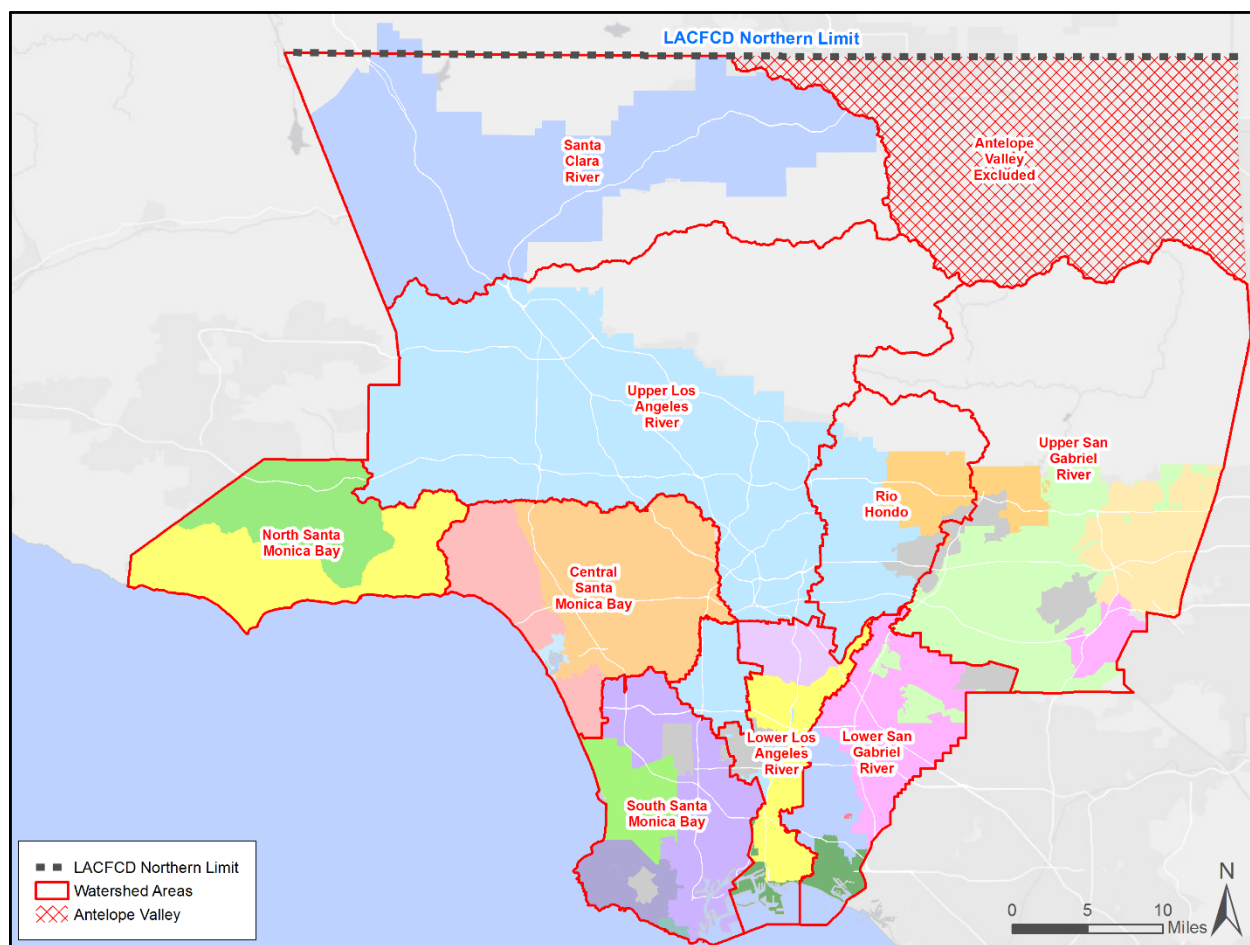 LACFCD Northern Limit
Santa
Clara
River
Antelope
Valley
Excluded
Upper Los
Angeles
River
Upper San
Gabriel
River
Rio
Hondo
North Santa
Monica Bay
Central
Santa
Monica Bay
Lower Los
Angeles
River
Lower San
Gabriel
River
South Santa
Monica Bay
LACFCD Northern Limit
Watershed Areas
Antelope Valley
N
0 5 10
Miles